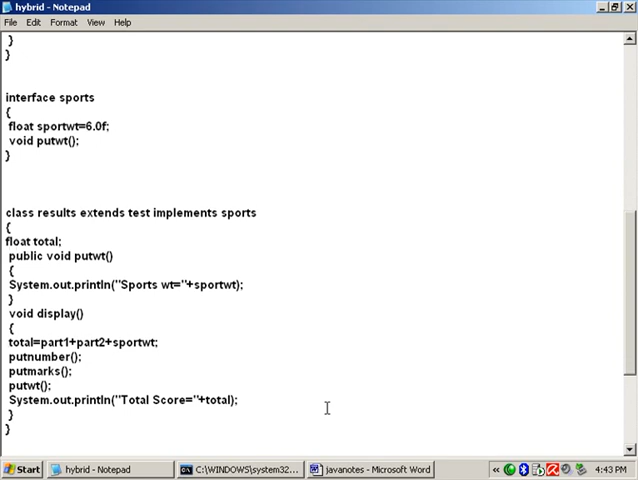 hybrid - Notepad
File Edit Format View Help
}
}
interface sports
{
float sportwt=6.0f;
void putwt();
}
class results extends test implements sports
{
float total;
public void putwt()
{
System.out.println("Sports wt="+sportwt);
}
void display()
{
total=part1+part2+sportwt;
putnumber();
putmarks();
putwt();
System.out.println("Total Score="+total);
}
}
Start hybrid - Notepad C:\WINDOWS\system32... javanotes - Microsoft Word « 4:43 PM